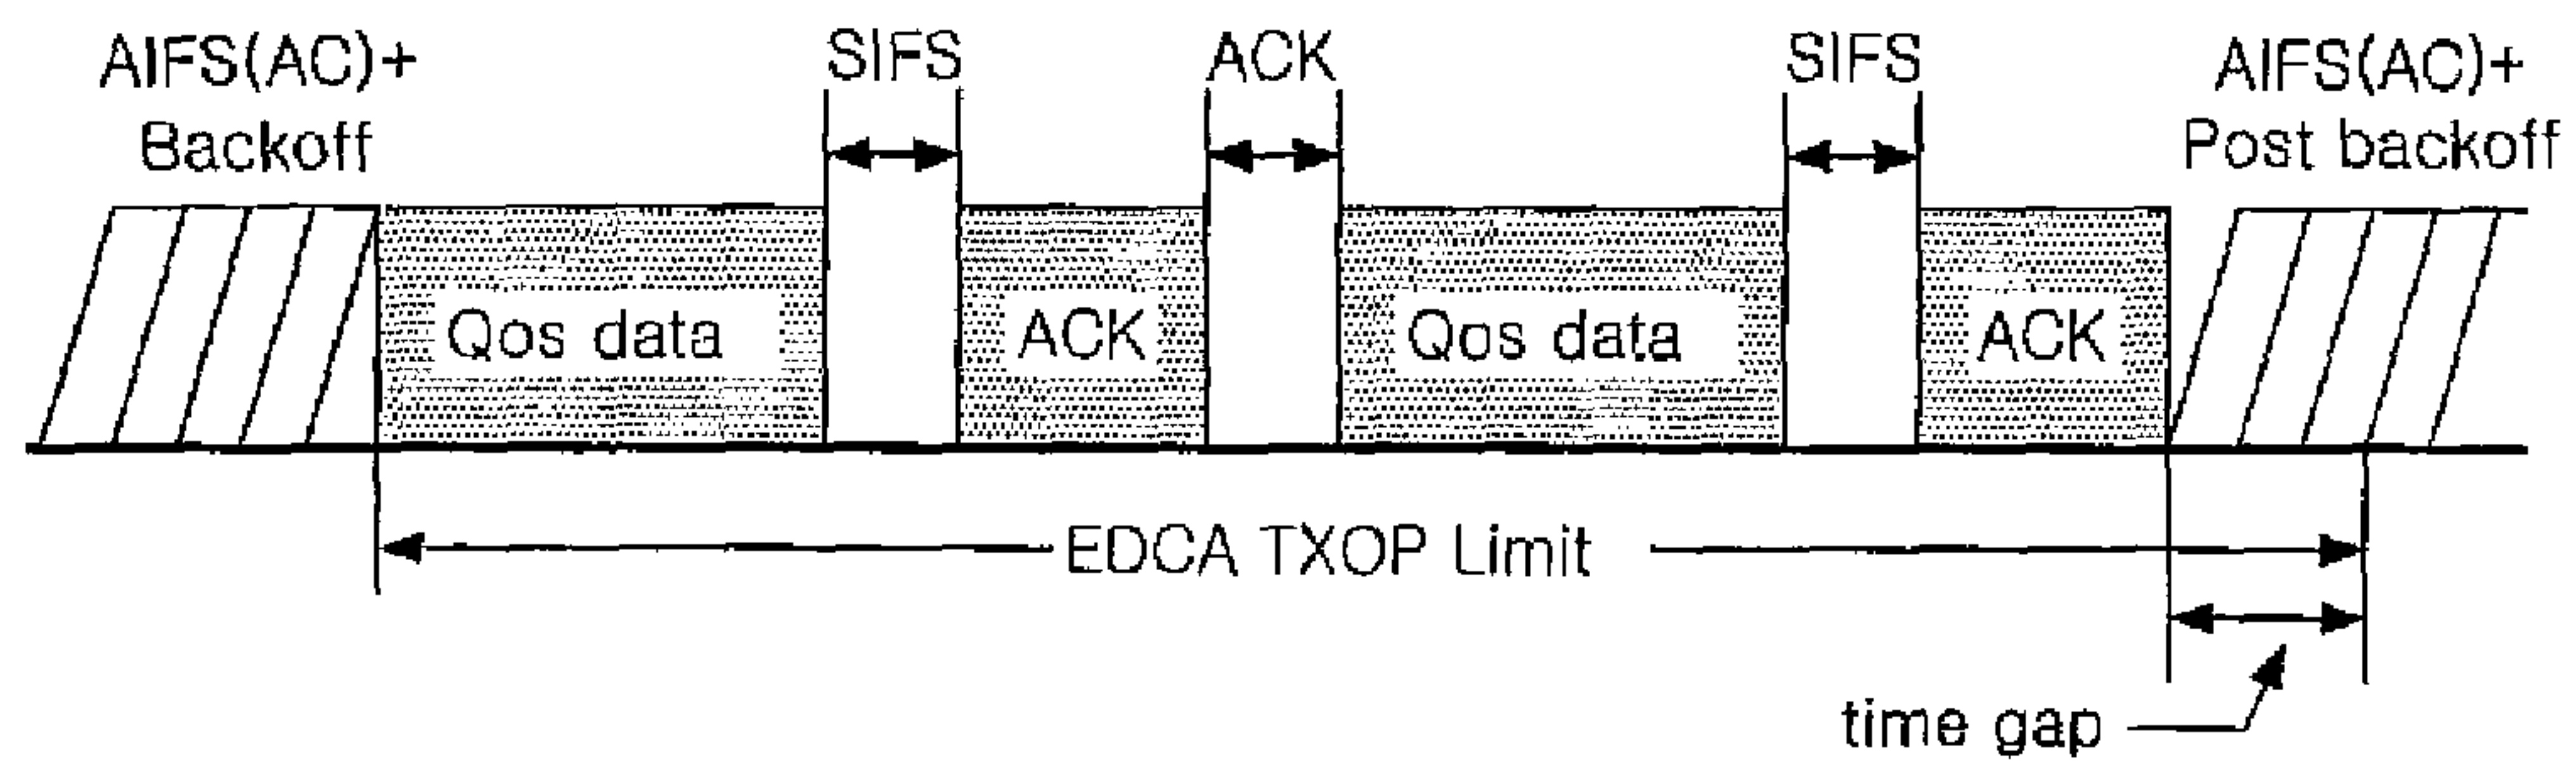 AIFS(AC)+
Backoff
SIFS
ACK
SIFS
AIFS(AC)+
Post backoff
Qos data
ACK
Qos data
ACK
EDCA TXOP Limit
time gap